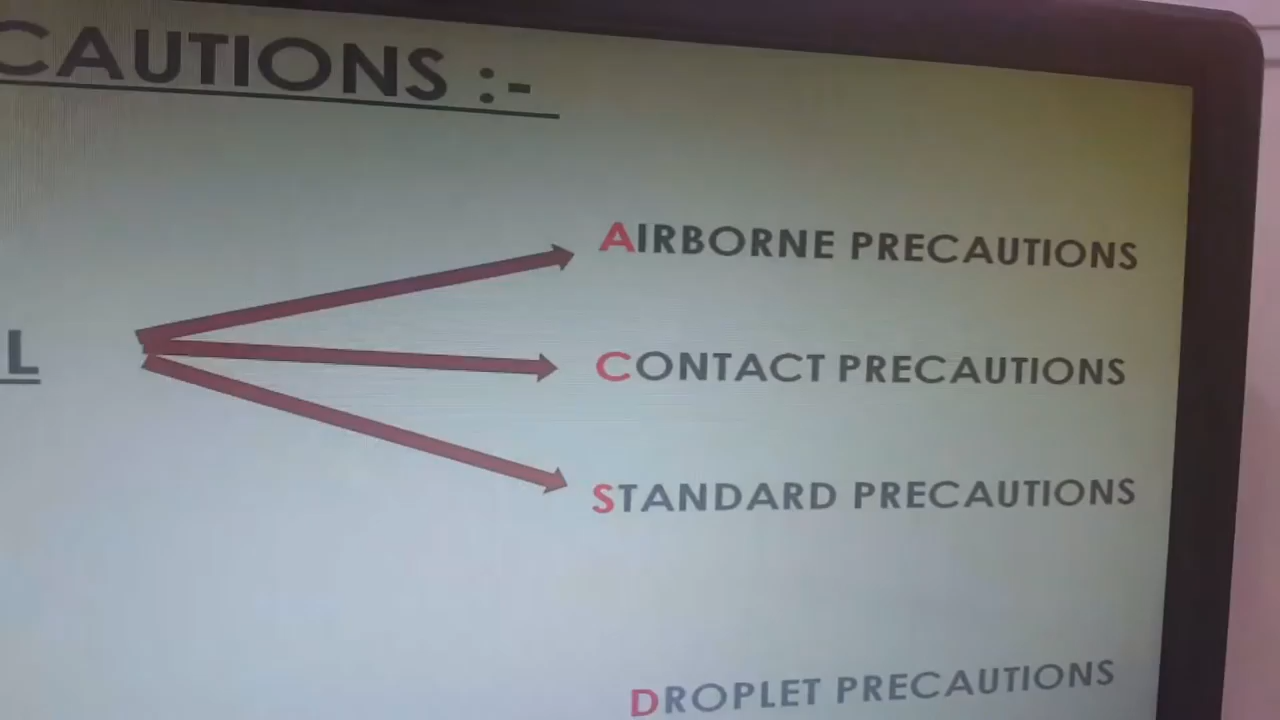 CAUTIONS :-
AIRBORNE PRECAUTIONS
L
CONTACT PRECAUTIONS
STANDARD PRECAUTIONS
DROPLET PRECAUTIONS